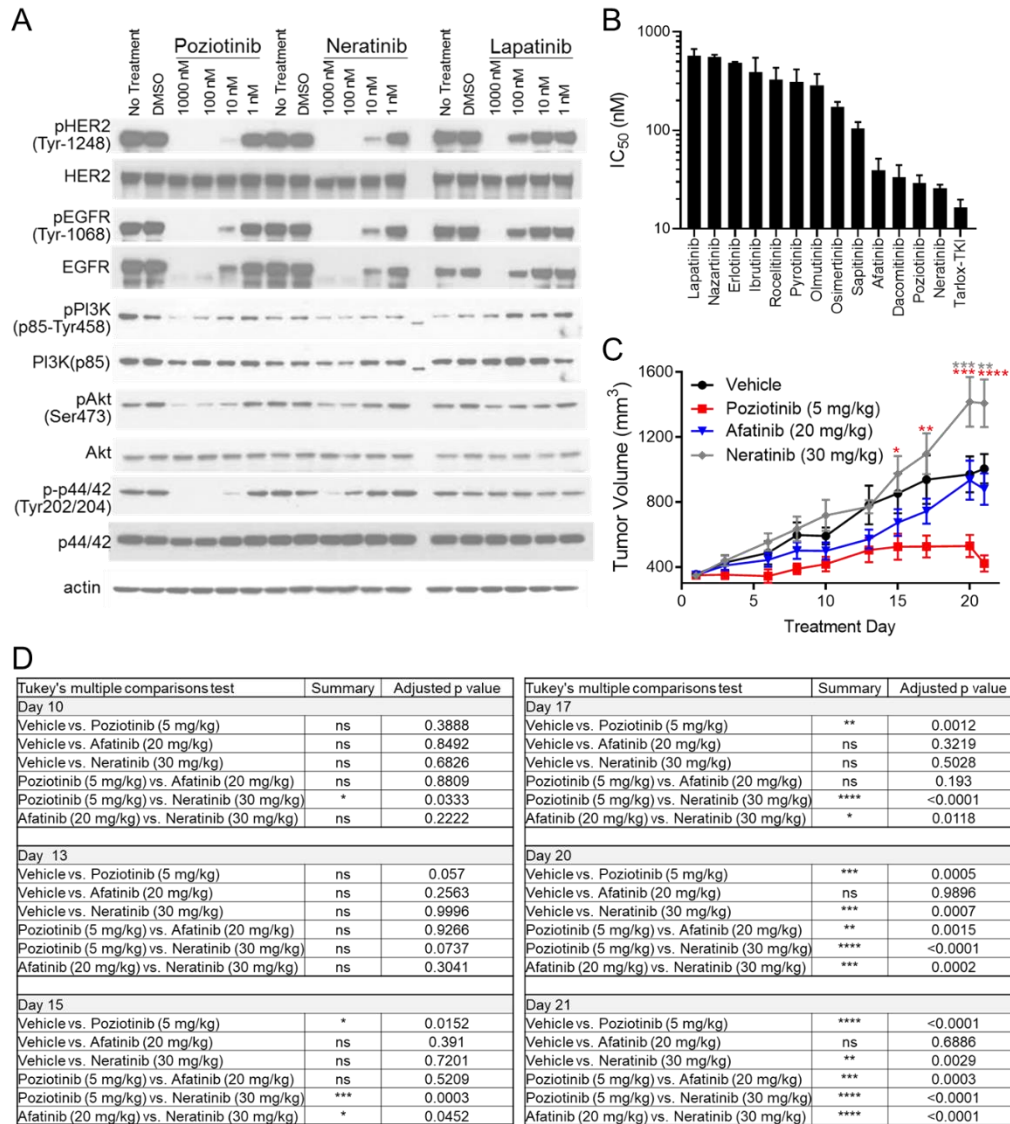 A
Poziotinib
Neratinib
Lapatinib
No Treatment
DMSO
1000 nM
100 nM
10 nM
1 nM
No Treatment
DMSO
1000 nM
100 nM
10 nM
1 nM
No Treatment
DMSO
1000 nM
100 nM
10 nM
1 nM
pHER2
(Tyr-1248)
HER2
pEGFR
(Tyr-1068)
EGFR
pPI3K
(p85-Tyr458)
PI3K(p85)
pAkt
(Ser473)
Akt
p-p44/42
(Tyr202/204)
p44/42
actin
B
IC50 (nM)
1000
100
10
Lapatinib
Nazartinib
Erlotinib
Ibrutinib
Rocelitinib
Pyrotinib
Olmutinib
Osimertinib
Sapitinib
Afatinib
Dacomitinib
Poziotinib
Neratinib
Tarlox-TKI
C
Tumor Volume (mm3)
1600
1200
800
400
0
5
10
15
20
Treatment Day
Vehicle
Poziotinib (5 mg/kg)
Afatinib (20 mg/kg)
Neratinib (30 mg/kg)
*
**
*** **
*** ****
D
Tukey's multiple comparisons test Summary Adjusted p value
Day 10
Vehicle vs. Poziotinib (5 mg/kg) ns 0.3888
Vehicle vs. Afatinib (20 mg/kg) ns 0.8492
Vehicle vs. Neratinib (30 mg/kg) ns 0.6826
Poziotinib (5 mg/kg) vs. Afatinib (20 mg/kg) ns 0.8809
Poziotinib (5 mg/kg) vs. Neratinib (30 mg/kg) * 0.0333
Afatinib (20 mg/kg) vs. Neratinib (30 mg/kg) ns 0.2222
Day 13
Vehicle vs. Poziotinib (5 mg/kg) ns 0.057
Vehicle vs. Afatinib (20 mg/kg) ns 0.2563
Vehicle vs. Neratinib (30 mg/kg) ns 0.9996
Poziotinib (5 mg/kg) vs. Afatinib (20 mg/kg) ns 0.9266
Poziotinib (5 mg/kg) vs. Neratinib (30 mg/kg) ns 0.0737
Afatinib (20 mg/kg) vs. Neratinib (30 mg/kg) ns 0.3041
Day 15
Vehicle vs. Poziotinib (5 mg/kg) * 0.0152
Vehicle vs. Afatinib (20 mg/kg) ns 0.391
Vehicle vs. Neratinib (30 mg/kg) ns 0.7201
Poziotinib (5 mg/kg) vs. Afatinib (20 mg/kg) ns 0.5209
Poziotinib (5 mg/kg) vs. Neratinib (30 mg/kg) *** 0.0003
Afatinib (20 mg/kg) vs. Neratinib (30 mg/kg) * 0.0452
Tukey's multiple comparisons test Summary Adjusted p value
Day 17
Vehicle vs. Poziotinib (5 mg/kg) ** 0.0012
Vehicle vs. Afatinib (20 mg/kg) ns 0.3219
Vehicle vs. Neratinib (30 mg/kg) ns 0.5028
Poziotinib (5 mg/kg) vs. Afatinib (20 mg/kg) ns 0.193
Poziotinib (5 mg/kg) vs. Neratinib (30 mg/kg) **** <0.0001
Afatinib (20 mg/kg) vs. Neratinib (30 mg/kg) * 0.0118
Day 20
Vehicle vs. Poziotinib (5 mg/kg) *** 0.0005
Vehicle vs. Afatinib (20 mg/kg) ns 0.9896
Vehicle vs. Neratinib (30 mg/kg) *** 0.0007
Poziotinib (5 mg/kg) vs. Afatinib (20 mg/kg) ** 0.0015
Poziotinib (5 mg/kg) vs. Neratinib (30 mg/kg) **** <0.0001
Afatinib (20 mg/kg) vs. Neratinib (30 mg/kg) *** 0.0002
Day 21
Vehicle vs. Poziotinib (5 mg/kg) **** <0.0001
Vehicle vs. Afatinib (20 mg/kg) ns 0.6886
Vehicle vs. Neratinib (30 mg/kg) ** 0.0029
Poziotinib (5 mg/kg) vs. Afatinib (20 mg/kg) *** 0.0003
Poziotinib (5 mg/kg) vs. Neratinib (30 mg/kg) **** <0.0001
Afatinib (20 mg/kg) vs. Neratinib (30 mg/kg) **** <0.0001